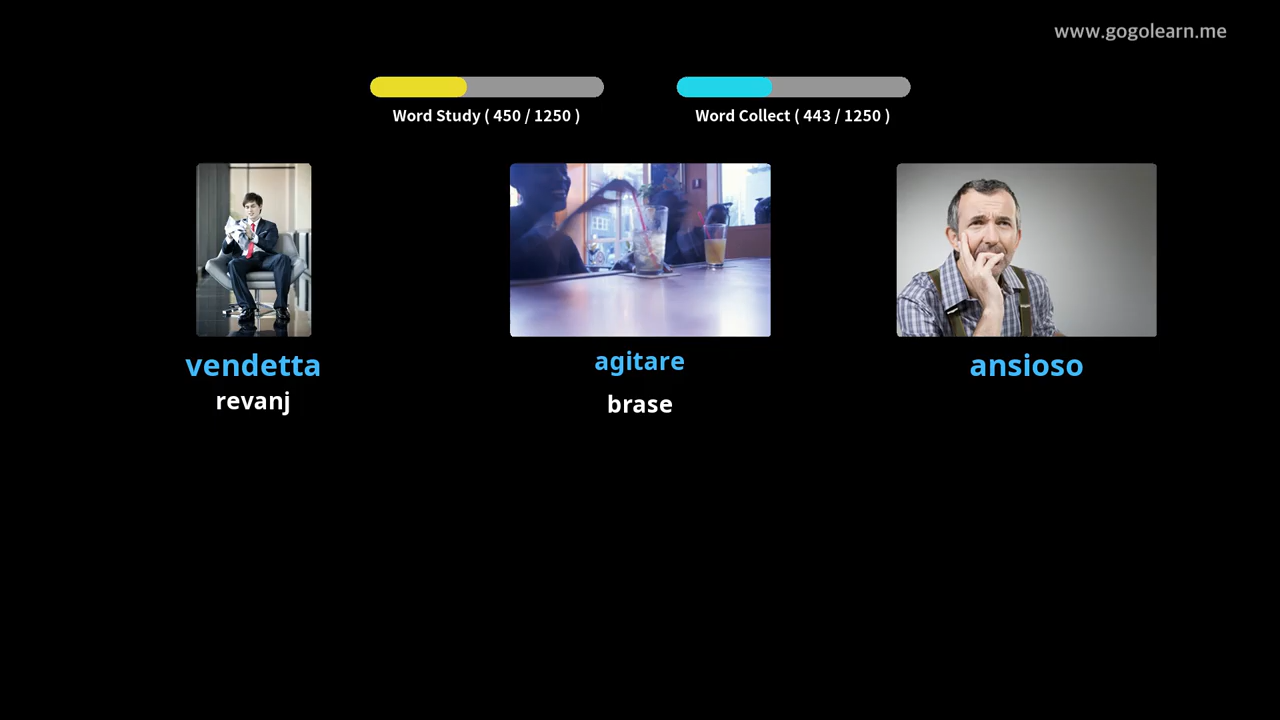 www.gogolearn.me
Word Study ( 450 / 1250 )
Word Collect ( 443 / 1250 )
vendetta
revanj
agitare
brase
ansioso